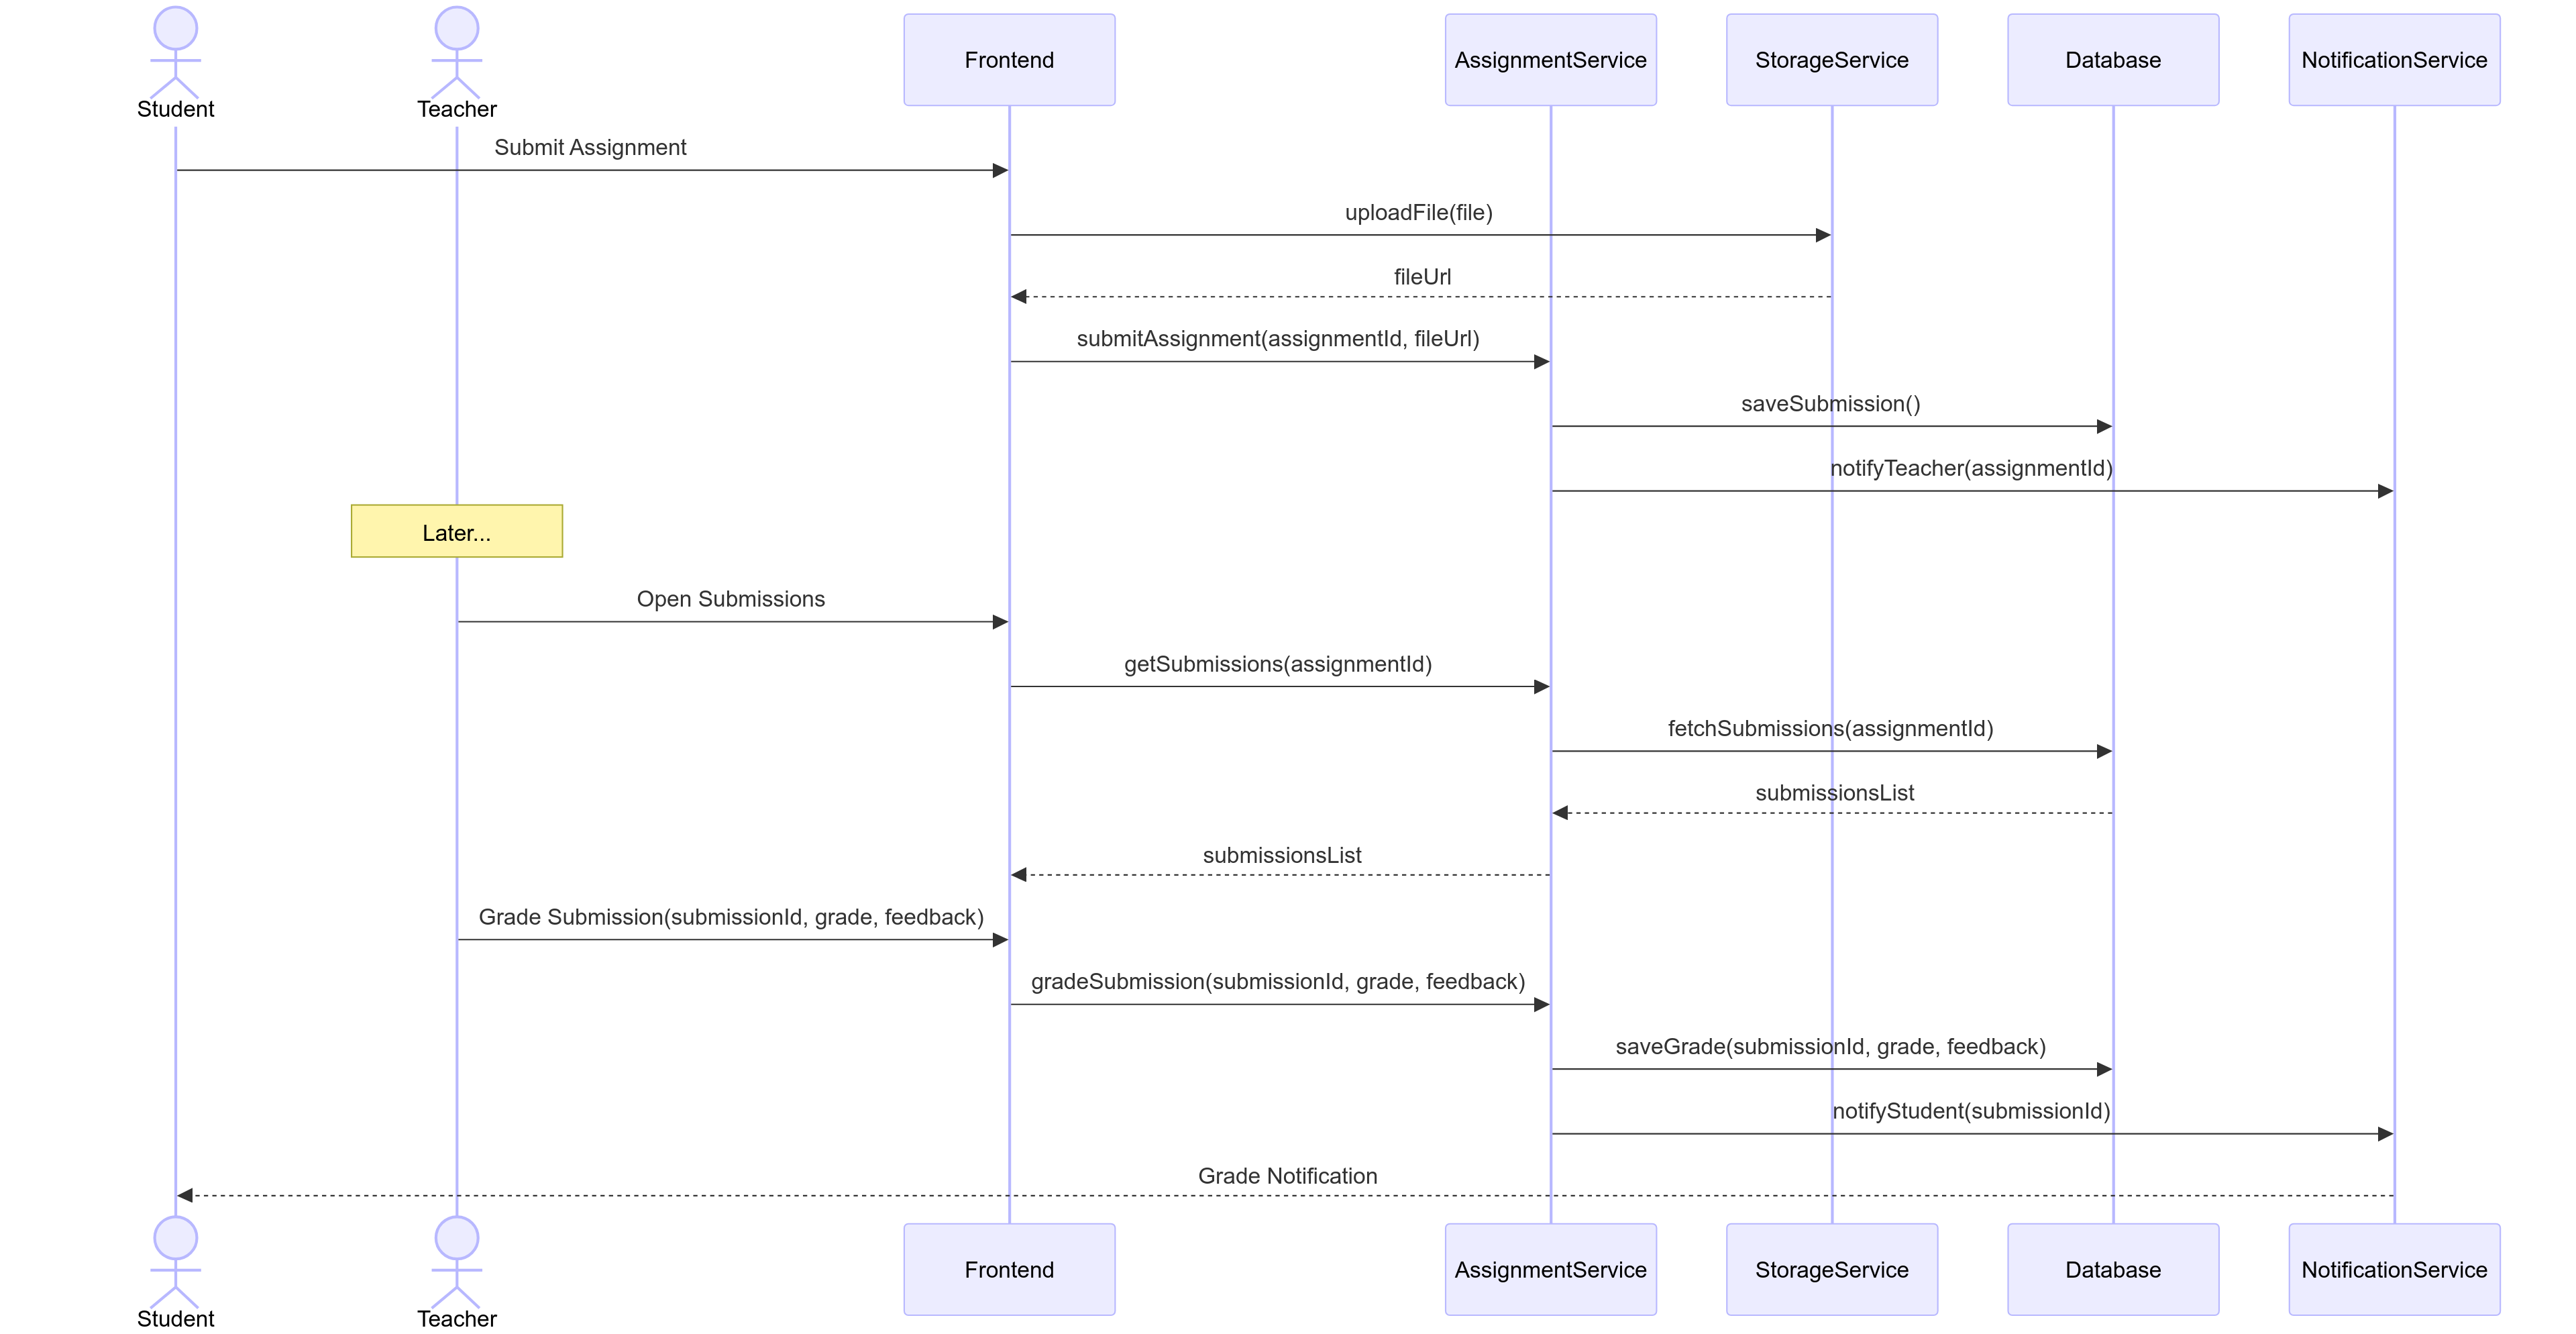 Student
Teacher
Frontend
AssignmentService
StorageService
Database
NotificationService
Submit Assignment
uploadFile(file)
fileUrl
submitAssignment(assignmentId, fileUrl)
saveSubmission()
notifyTeacher(assignmentId)
Later...
Open Submissions
getSubmissions(assignmentId)
fetchSubmissions(assignmentId)
submissionsList
submissionsList
Grade Submission(submissionId, grade, feedback)
gradeSubmission(submissionId, grade, feedback)
saveGrade(submissionId, grade, feedback)
notifyStudent(submissionId)
Grade Notification
Student
Teacher
Frontend
AssignmentService
StorageService
Database
NotificationService